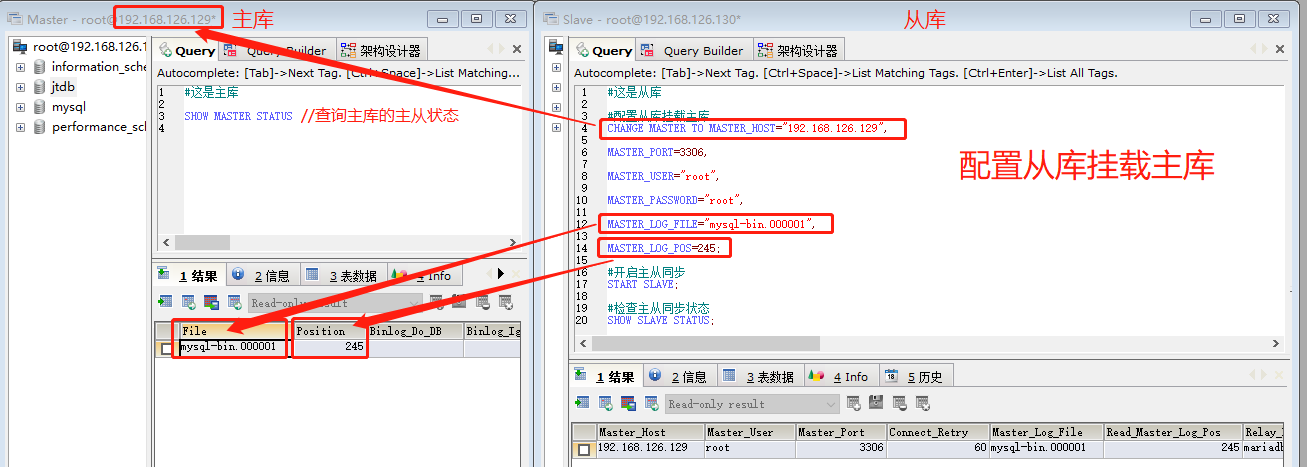 Master - root@192.168.126.129*
主库
root@192.168.126.1
information_sche
jtdb
mysql
performance_sch
Query
Query Builder
架构设计器
Autocomplete: [Tab]->Next Tag. [Ctrl+Space]->List Matching...
1 #这是主库
2
3 SHOW MASTER STATUS //查询主库的主从状态
4
1 结果
2 信息
3 表数据
4 Info
Read-only result
File Position Binlog_Do_DB Binlog_Ig
mysql-bin.000001 245
Slave - root@192.168.126.130*
从库
Query
Query Builder
架构设计器
Autocomplete: [Tab]->Next Tag. [Ctrl+Space]->List Matching Tags. [Ctrl+Enter]->List All Tags.
1 #这是从库
2
3 #配置从库挂载主库
4 CHANGE MASTER TO MASTER_HOST="192.168.126.129",
5
6 MASTER_PORT=3306,
7
8 MASTER_USER="root",
9
10 MASTER_PASSWORD="root",
11
12 MASTER_LOG_FILE="mysql-bin.000001",
13
14 MASTER_LOG_POS=245;
15
16 #开启主从同步
17 START SLAVE;
18
19 #检查主从同步状态
20 SHOW SLAVE STATUS;
配置从库挂载主库
1 结果
2 信息
3 表数据
4 Info
5 历史
Read-only result
Master_Host Master_User Master_Port Connect_Retry Master_Log_File Read_Master_Log_Pos Relay_
192.168.126.129 root 3306 60 mysql-bin.000001 245 mariadb